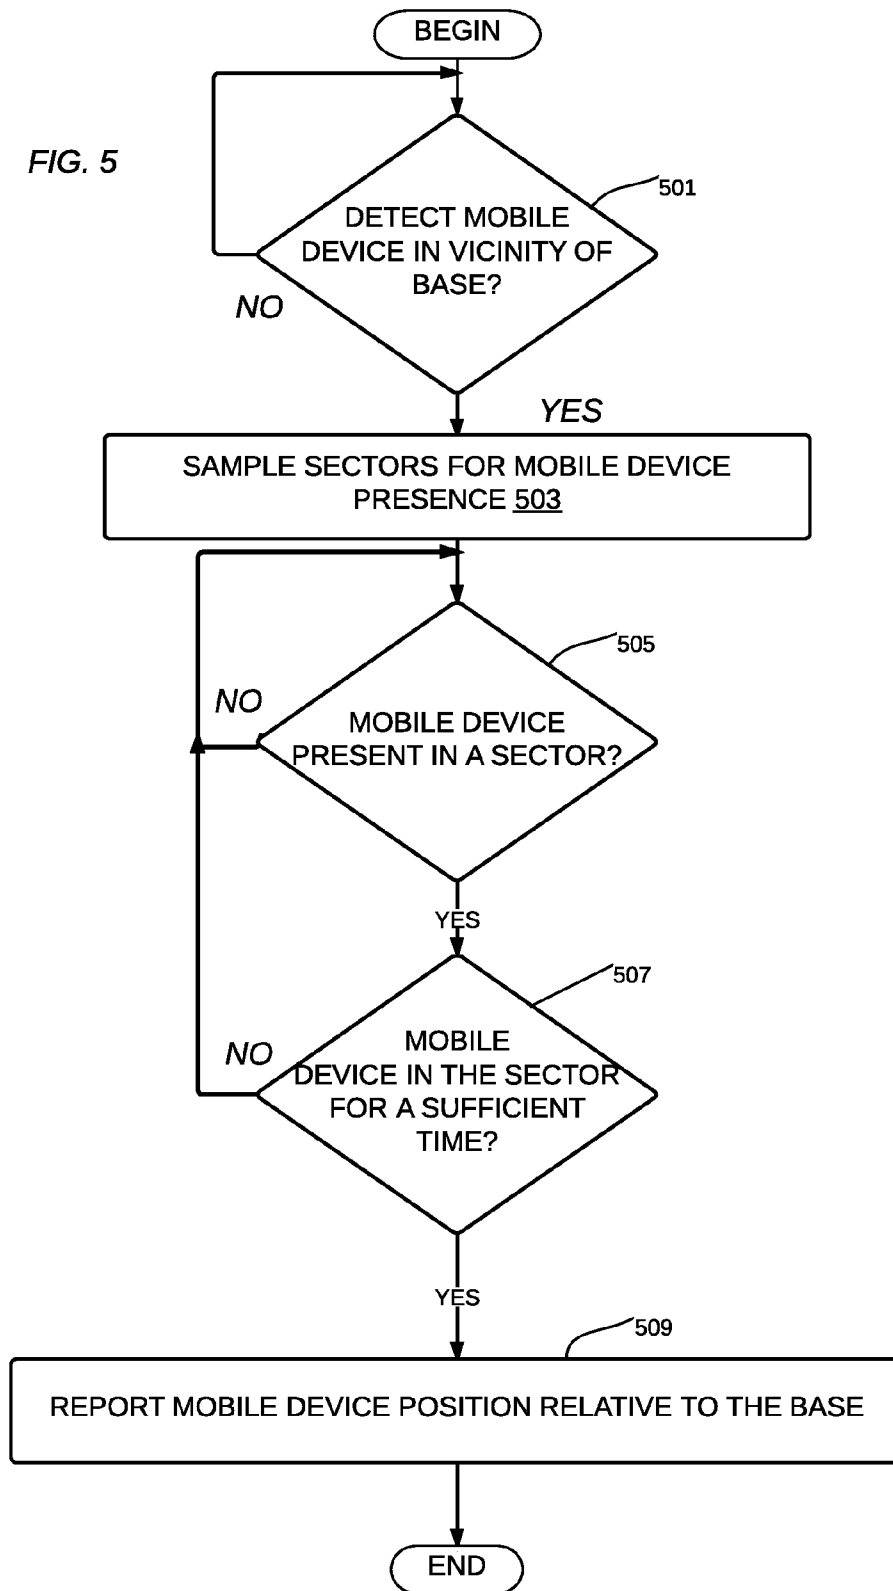 BEGIN
FIG. 5
501
DETECT MOBILE
DEVICE IN VICINITY OF
BASE?
NO
YES
SAMPLE SECTORS FOR MOBILE DEVICE
PRESENCE 503
505
NO
MOBILE DEVICE
PRESENT IN A SECTOR?
YES
507
MOBILE
NO
DEVICE IN THE SECTOR
FOR A SUFFICIENT
TIME?
YES
509
REPORT MOBILE DEVICE POSITION RELATIVE TO THE BASE
END